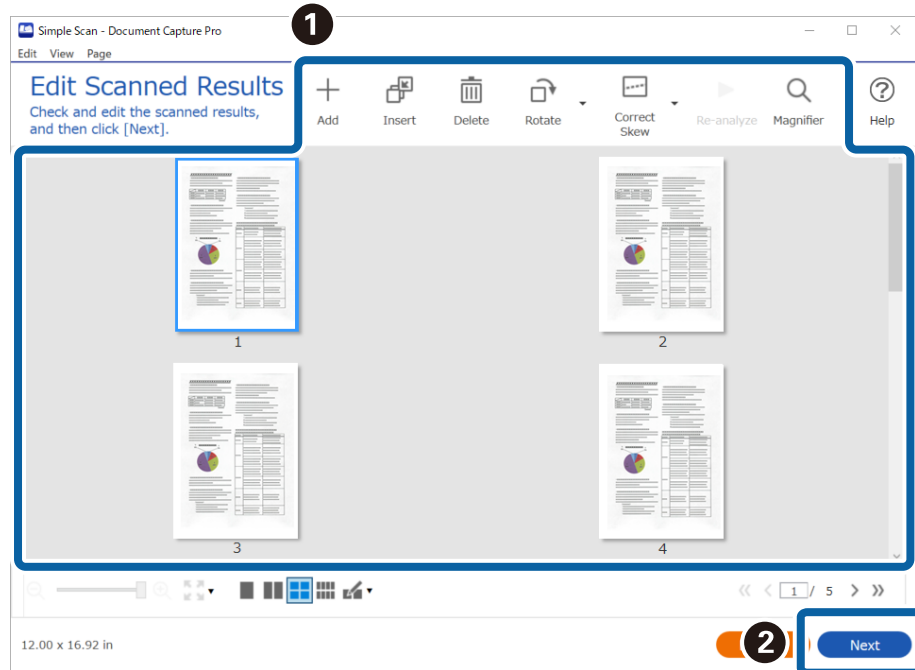 1
Simple Scan - Document Capture Pro
Edit View Page
Edit Scanned Results
Check and edit the scanned results,
and then click [Next].
Add
Insert
Delete
Rotate
Correct
Skew
Re-analyze
Magnifier
Help
1
2
3
4
1 / 5
12.00 x 16.92 in
2
Next